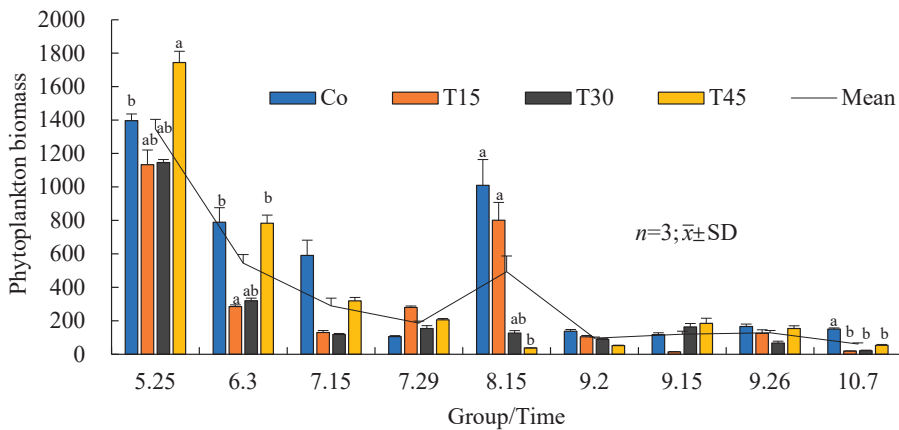 Phytoplankton biomass
2000
1800
1600
1400
1200
1000
800
600
400
200
0
Co T15 T30 T45 Mean
n=3; x̄±SD
b ab ab a
b a ab b
a a ab b
a b b b
5.25 6.3 7.15 7.29 8.15 9.2 9.15 9.26 10.7
Group/Time